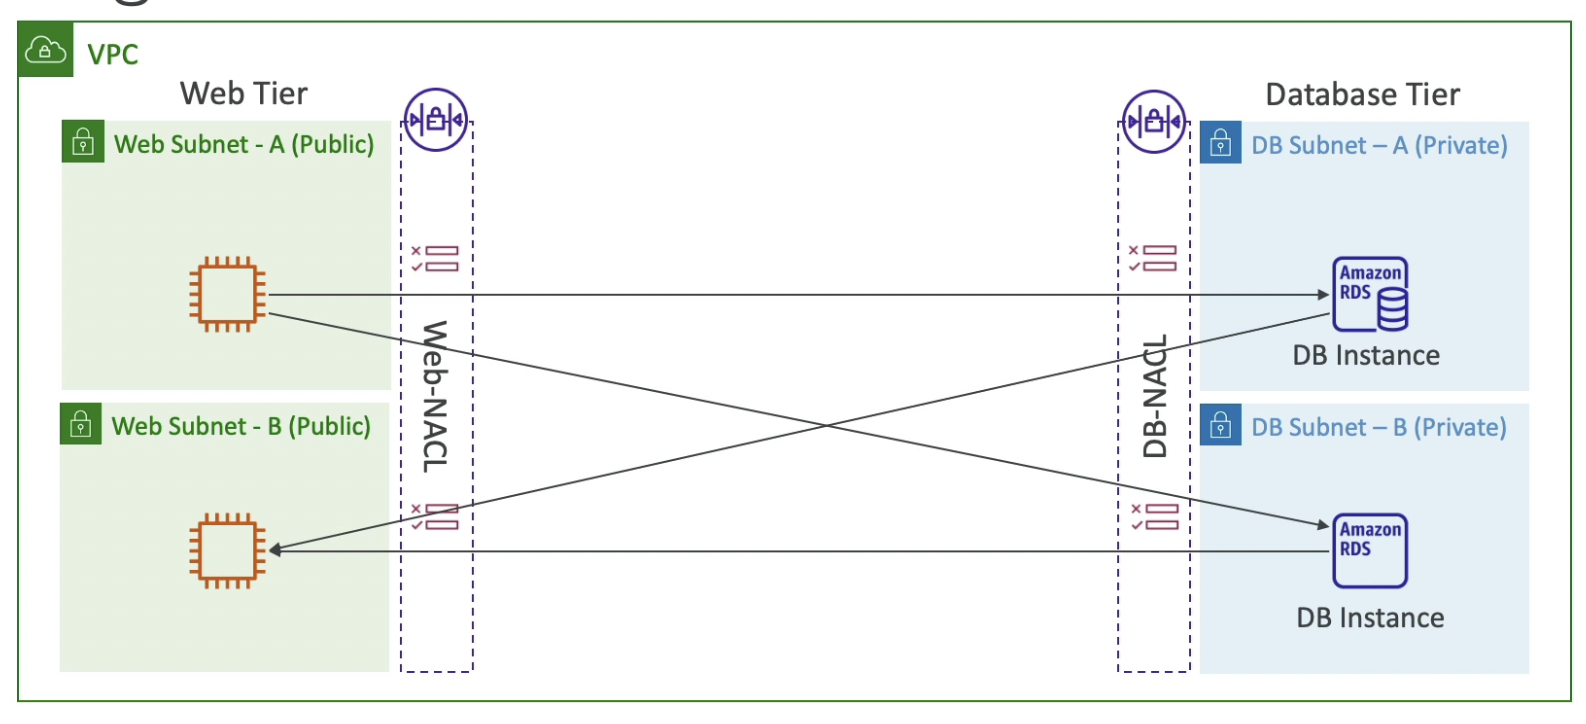 VPC
Web Tier
Database Tier
Web Subnet - A (Public)
DB Subnet – A (Private)
Amazon
RDS
DB Instance
Web-NACL
DB-NACL
Web Subnet - B (Public)
DB Subnet – B (Private)
Amazon
RDS
DB Instance